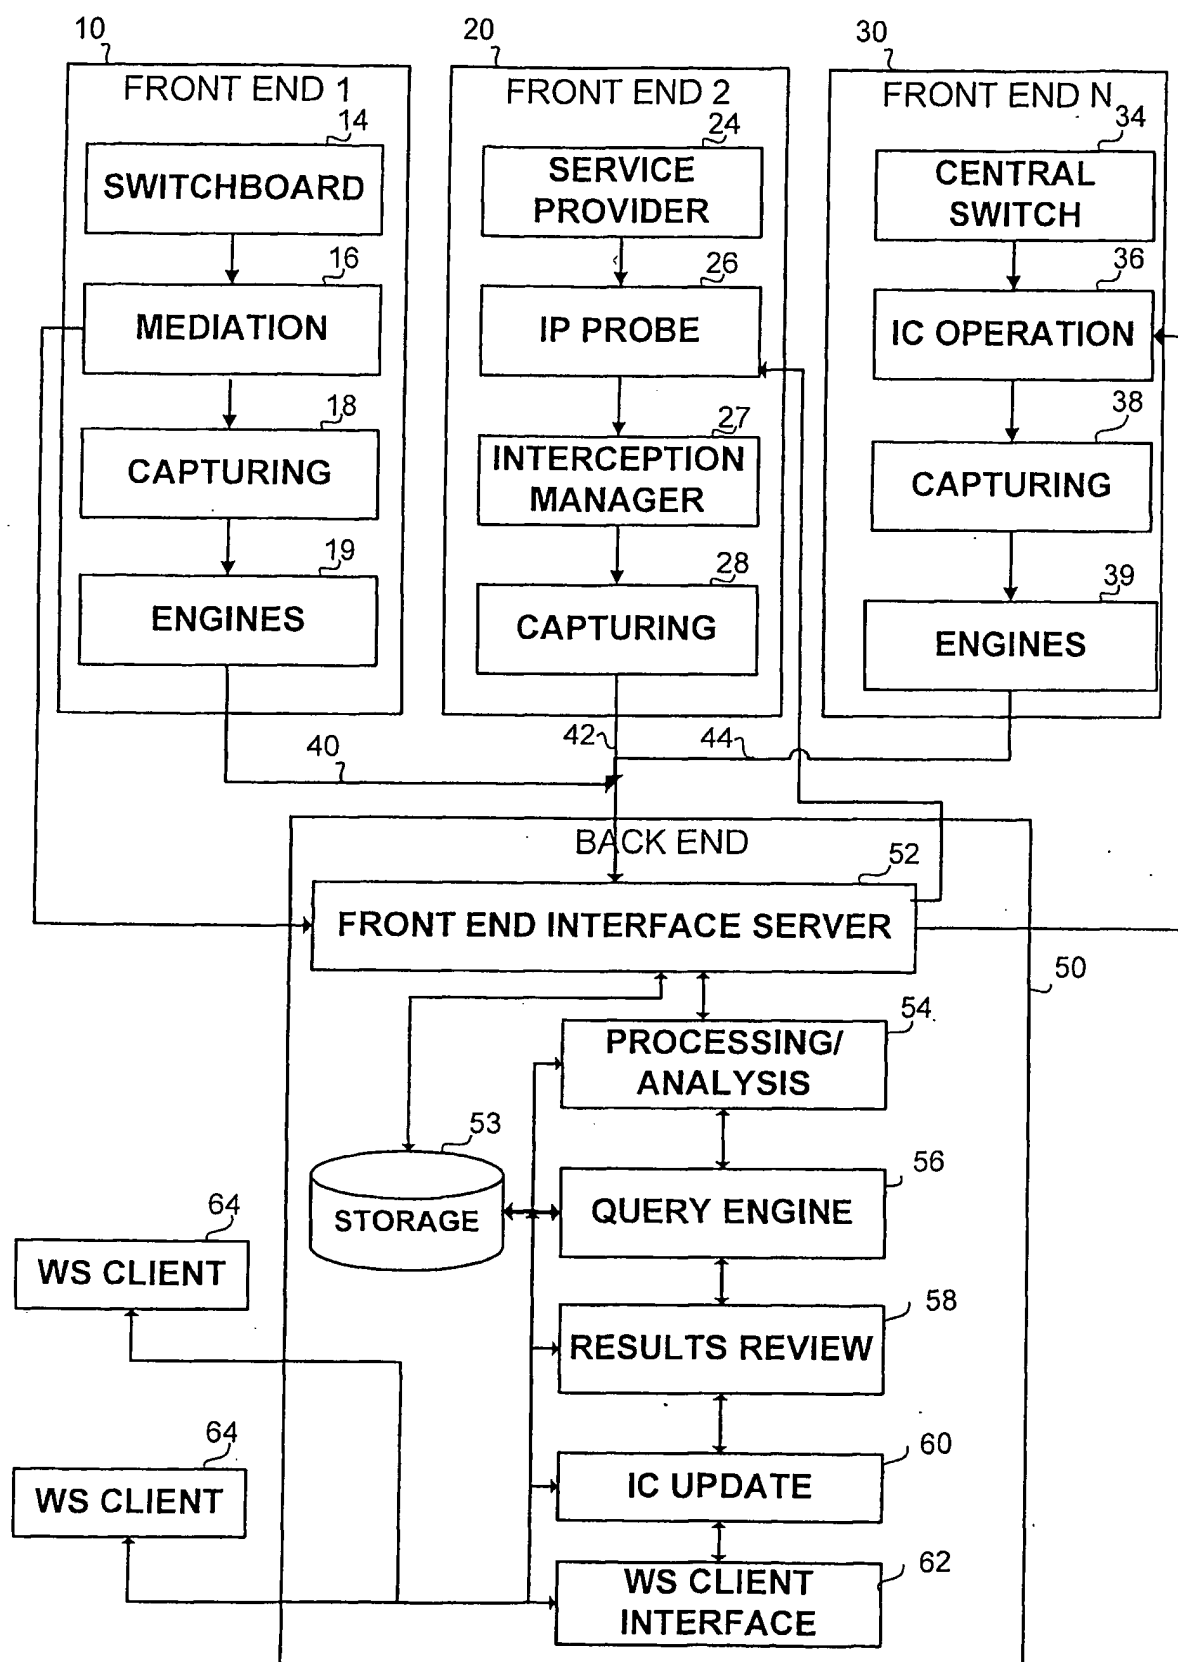 10
20
30
FRONT END 1
FRONT END 2
FRONT END N
14
24
34
SWITCHBOARD
SERVICE
PROVIDER
CENTRAL
SWITCH
16
26
36
MEDIATION
IP PROBE
IC OPERATION
18
27
38
CAPTURING
INTERCEPTION
MANAGER
CAPTURING
19
28
39
ENGINES
CAPTURING
ENGINES
40
42
44
BACK END
52
FRONT END INTERFACE SERVER
50
54
PROCESSING/
ANALYSIS
53
STORAGE
56
QUERY ENGINE
64
WS CLIENT
58
RESULTS REVIEW
64
WS CLIENT
60
IC UPDATE
62
WS CLIENT
INTERFACE